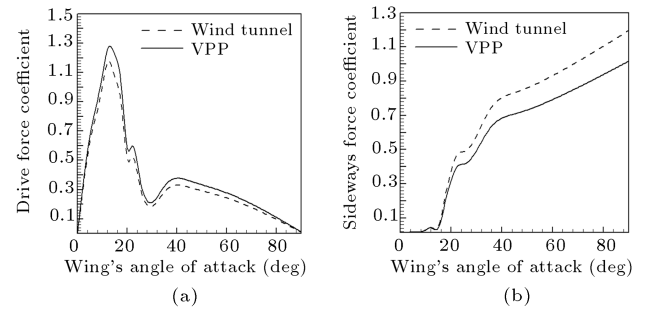 Drive force coefficient
1.5
1.3
1.1
0.9
0.7
0.5
0.3
0.1
Wind tunnel
VPP
0 20 40 60 80
Wing's angle of attack (deg)
(a)
Sideways force coefficient
1.3
1.1
0.9
0.7
0.5
0.3
0.1
Wind tunnel
VPP
0 20 40 60 80
Wing's angle of attack (deg)
(b)